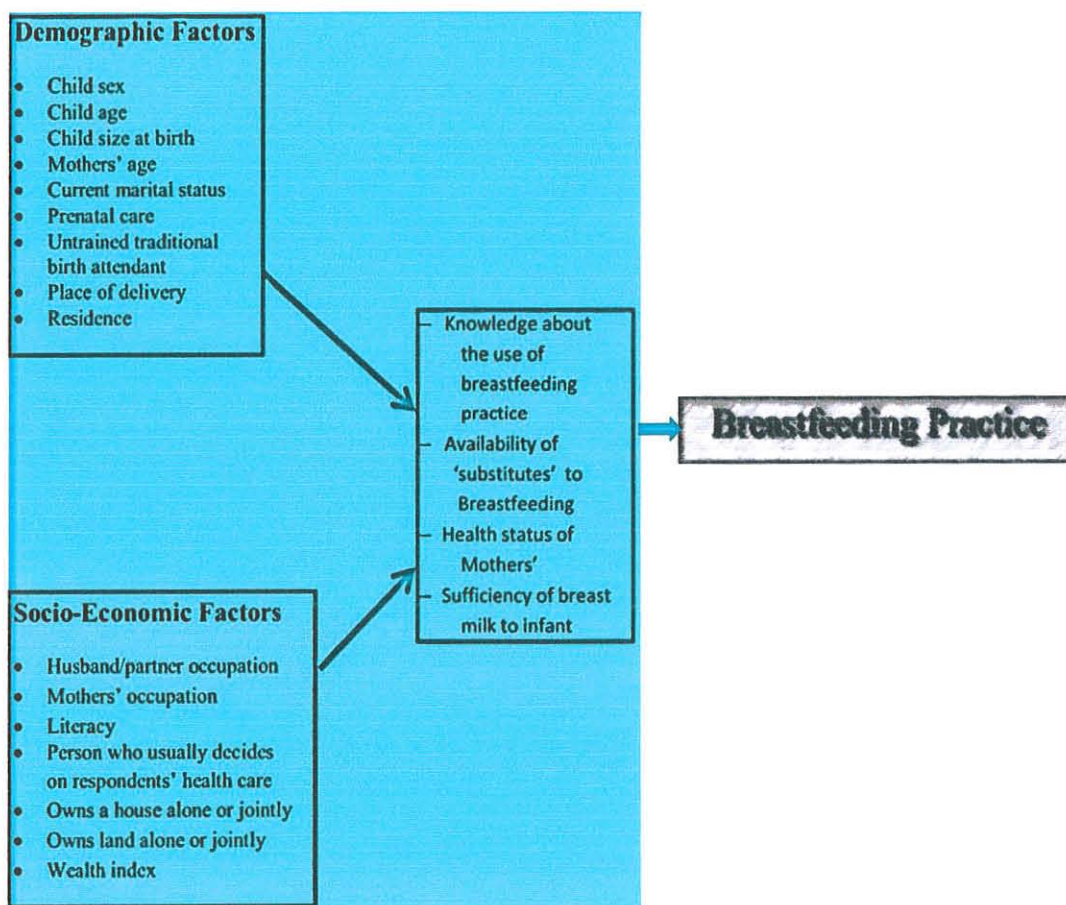 Demographic Factors
• Child sex
• Child age
• Child size at birth
• Mothers' age
• Current marital status
• Prenatal care
• Untrained traditional
birth attendant
• Place of delivery
• Residence
Socio-Economic Factors
• Husband/partner occupation
• Mothers' occupation
• Literacy
• Person who usually decides
on respondents' health care
• Owns a house alone or jointly
• Owns land alone or jointly
• Wealth index
– Knowledge about
the use of
breastfeeding
practice
– Availability of
'substitutes' to
Breastfeeding
– Health status of
Mothers'
– Sufficiency of breast
milk to infant
Breastfeeding Practice